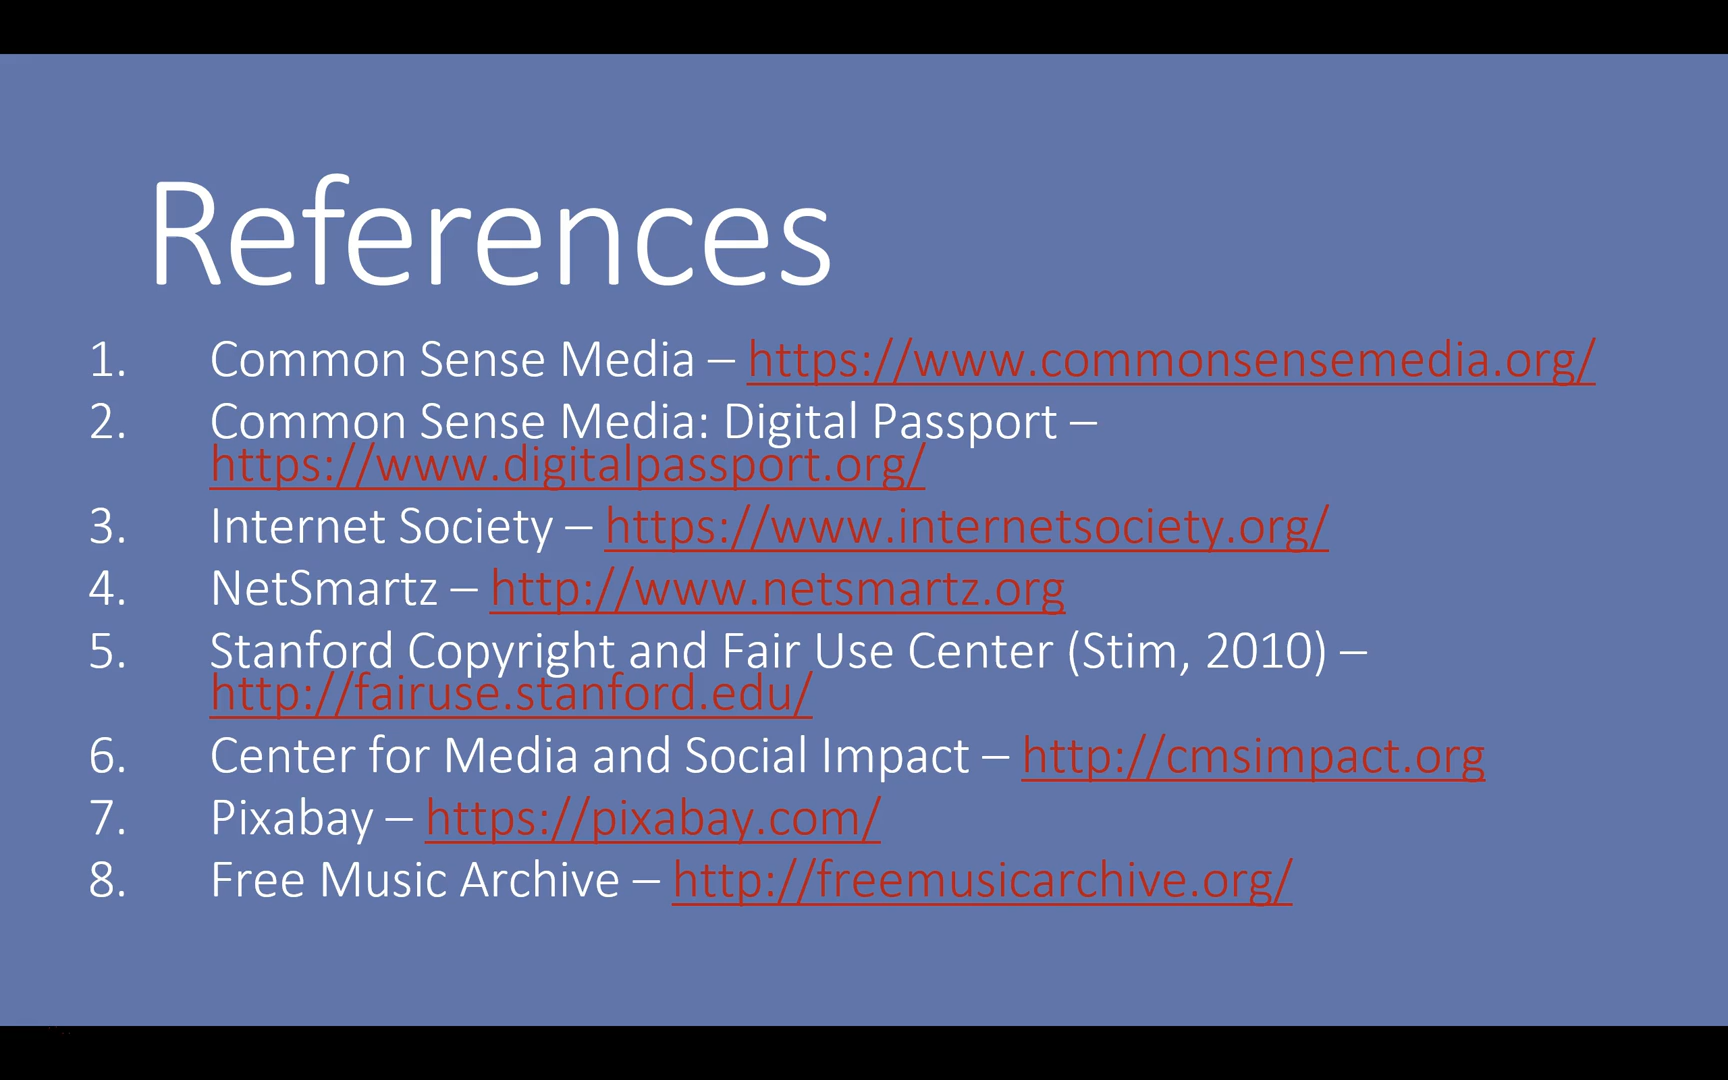 References
1. Common Sense Media – https://www.commonsensemedia.org/
2. Common Sense Media: Digital Passport –
https://www.digitalpassport.org/
3. Internet Society – https://www.internetsociety.org/
4. NetSmartz – http://www.netsmartz.org
5. Stanford Copyright and Fair Use Center (Stim, 2010) –
http://fairuse.stanford.edu/
6. Center for Media and Social Impact – http://cmsimpact.org
7. Pixabay – https://pixabay.com/
8. Free Music Archive – http://freemusicarchive.org/